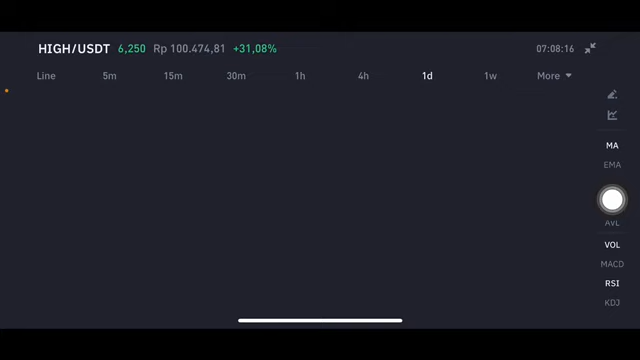 HIGH/USDT 6,250 Rp 100.474,81 +31,08% 07:08:16
Line 5m 15m 30m 1h 4h 1d 1w More
MA
EMA
AVL
VOL
MACD
RSI
KDJ